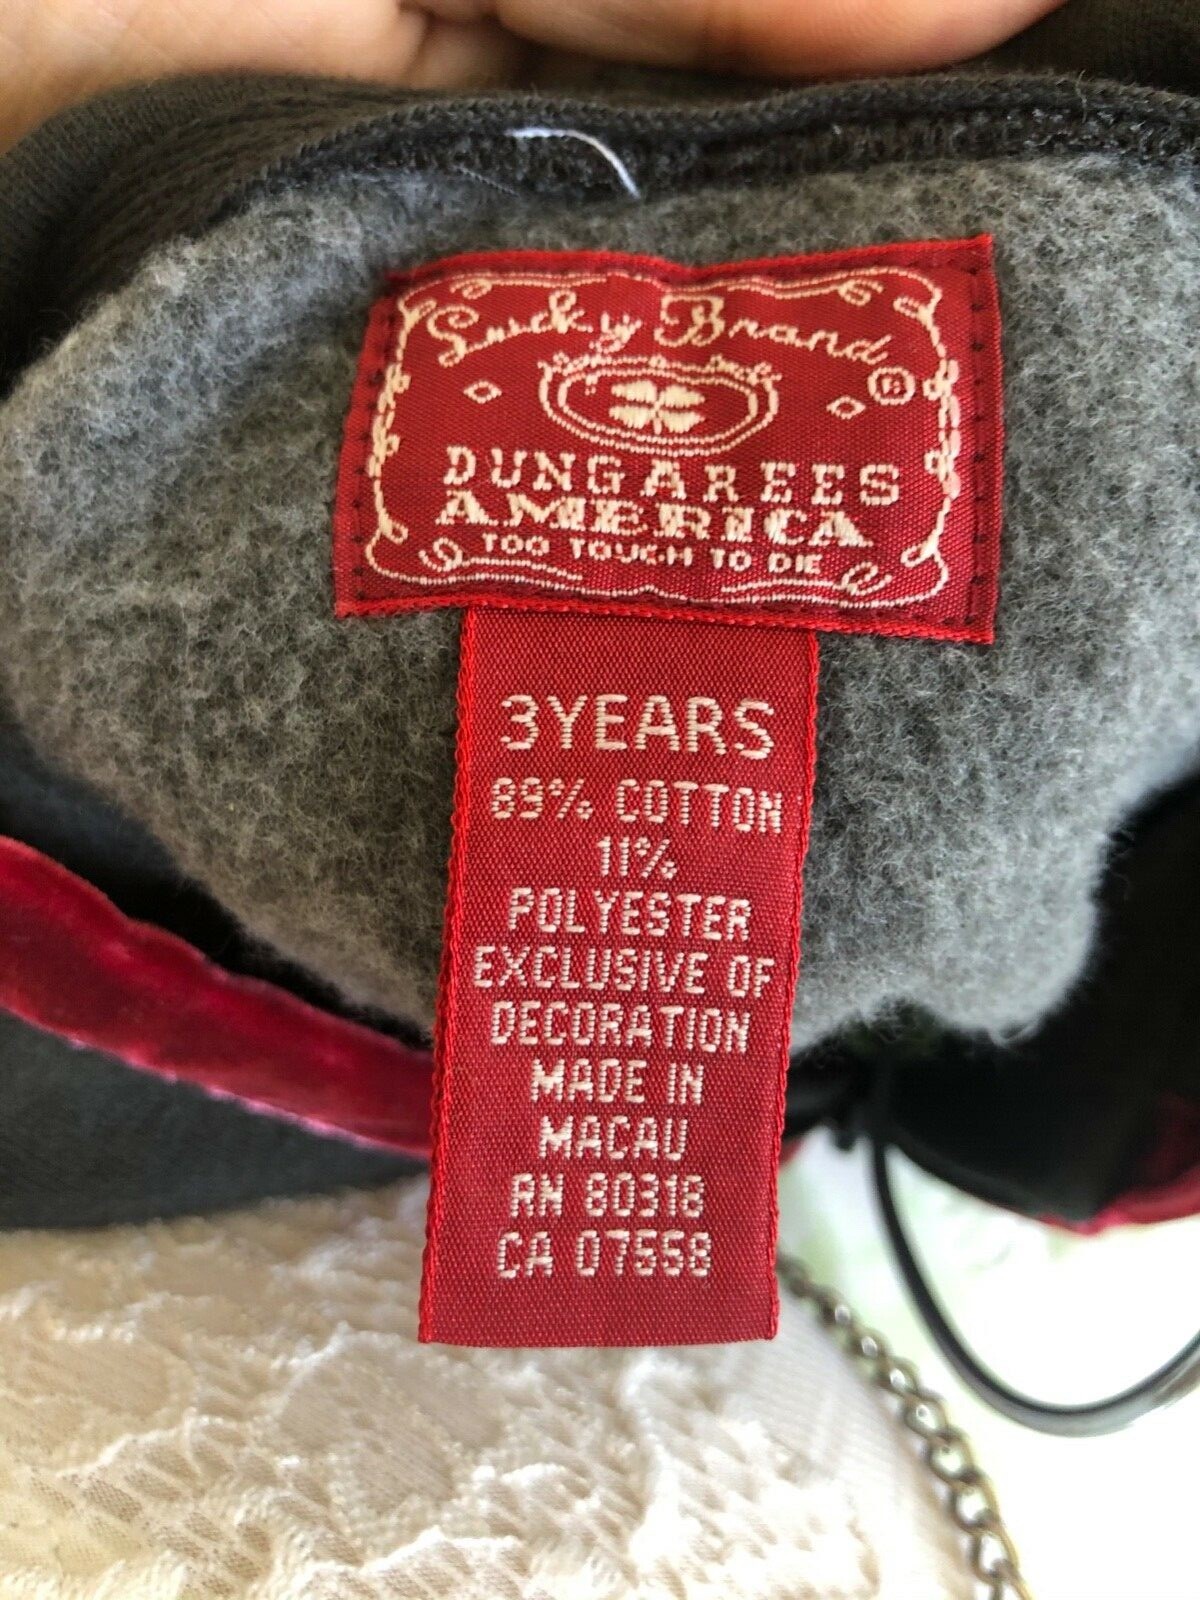 Lucky Brand
®
DUNGAREES
AMERICA
TOO TOUGH TO DIE
3YEARS
89% COTTON
11%
POLYESTER
EXCLUSIVE OF
DECORATION
MADE IN
MACAU
RN 80318
CA 07558